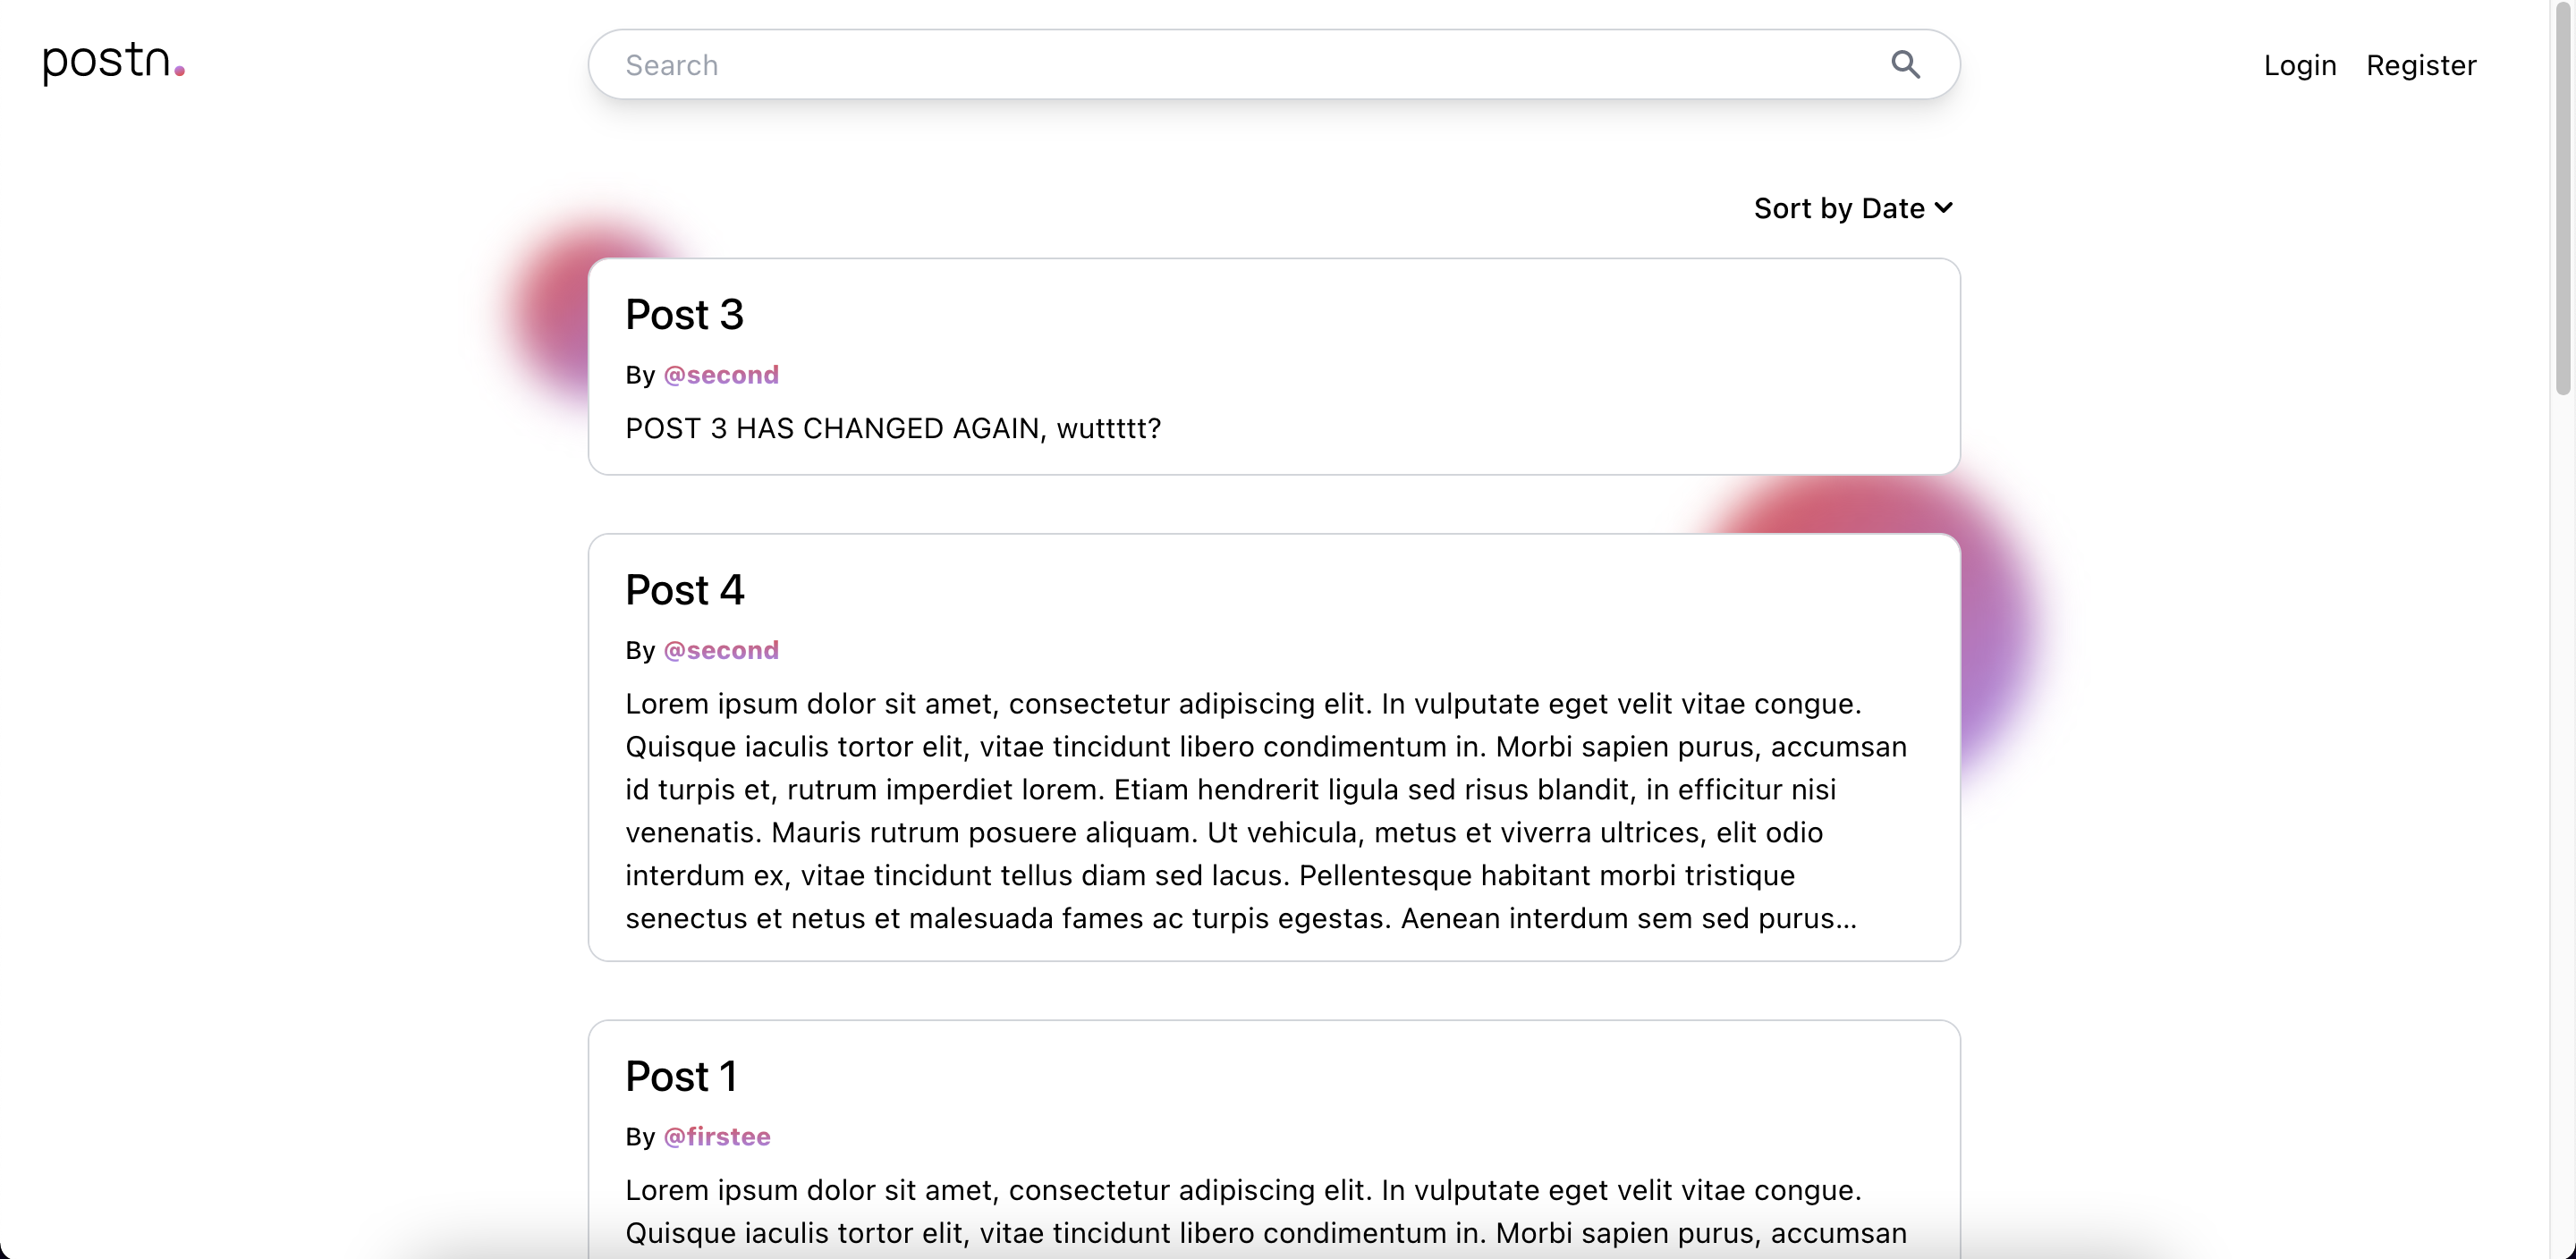 postn.
Search
Login Register
Sort by Date
Post 3
By @second
POST 3 HAS CHANGED AGAIN, wuttttt?
Post 4
By @second
Lorem ipsum dolor sit amet, consectetur adipiscing elit. In vulputate eget velit vitae congue.
Quisque iaculis tortor elit, vitae tincidunt libero condimentum in. Morbi sapien purus, accumsan
id turpis et, rutrum imperdiet lorem. Etiam hendrerit ligula sed risus blandit, in efficitur nisi
venenatis. Mauris rutrum posuere aliquam. Ut vehicula, metus et viverra ultrices, elit odio
interdum ex, vitae tincidunt tellus diam sed lacus. Pellentesque habitant morbi tristique
senectus et netus et malesuada fames ac turpis egestas. Aenean interdum sem sed purus...
Post 1
By @firstee
Lorem ipsum dolor sit amet, consectetur adipiscing elit. In vulputate eget velit vitae congue.
Quisque iaculis tortor elit, vitae tincidunt libero condimentum in. Morbi sapien purus, accumsan